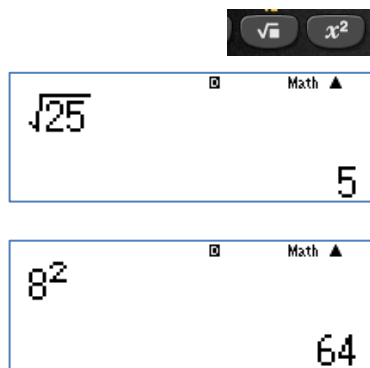 √■ x²
D Math ▲
√25
5
D Math ▲
8²
64